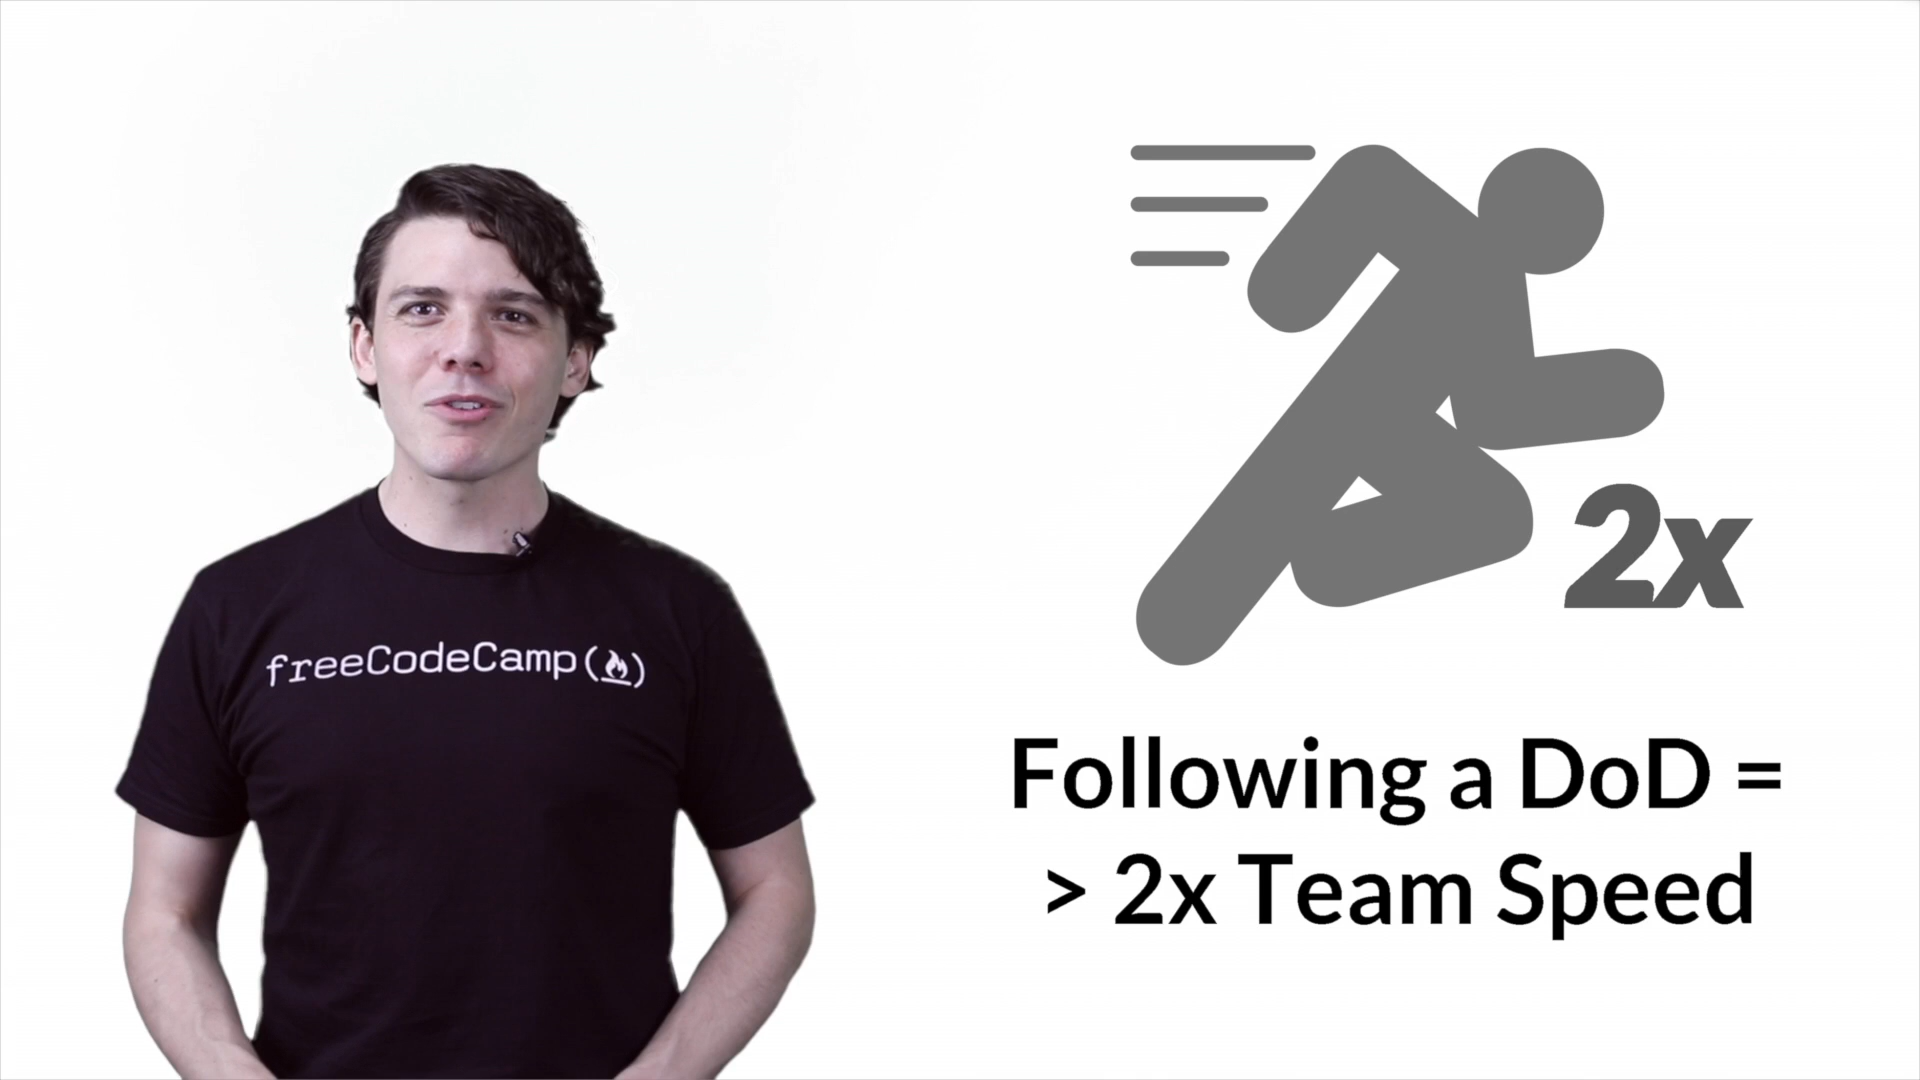 freeCodeCamp(🔥)
2x
Following a DoD =
> 2x Team Speed